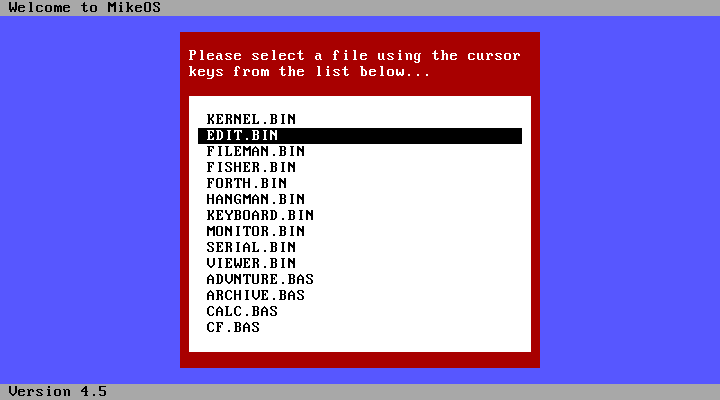 Welcome to MikeOS
Please select a file using the cursor
keys from the list below...
KERNEL.BIN
EDIT.BIN
FILEMAN.BIN
FISHER.BIN
FORTH.BIN
HANGMAN.BIN
KEYBOARD.BIN
MONITOR.BIN
SERIAL.BIN
VIEWER.BIN
ADVNTURE.BAS
ARCHIVE.BAS
CALC.BAS
CF.BAS
Version 4.5